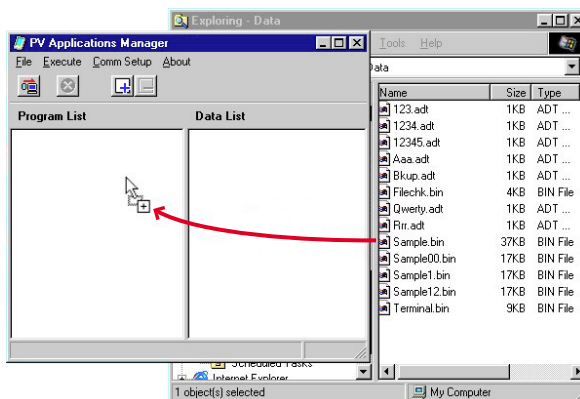 Exploring - Data
PV Applications Manager
Tools Help
File Execute Comm Setup About
Data
Name Size Type
Program List Data List
123.adt 1KB ADT ...
1234.adt 1KB ADT ...
12345.adt 1KB ADT ...
Aaa.adt 1KB ADT ...
Bkup.adt 1KB ADT ...
Filechk.bin 4KB BIN File
Qwerty.adt 1KB ADT ...
Rrr.adt 1KB ADT ...
Sample.bin 37KB BIN File
Sample00.bin 17KB BIN File
Sample1.bin 17KB BIN File
Sample12.bin 17KB BIN File
Terminal.bin 9KB BIN File
Scheduled Tasks
Internet Explorer
1 object(s) selected My Computer